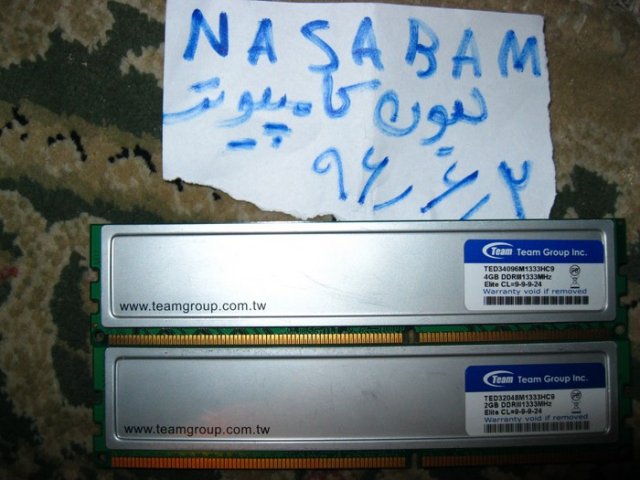 NASABAM
لیون کامپیوتر
۹۶/۶/۲
Team Team Group Inc.
TED34096M1333HC9
4GB DDRIII1333MHz
Elite CL=9-9-9-24
Warranty void if removed
www.teamgroup.com.tw
Team Team Group Inc.
TED32048M1333HC9
2GB DDRIII1333MHz
Elite CL=9-9-9-24
Warranty void if removed
www.teamgroup.com.tw